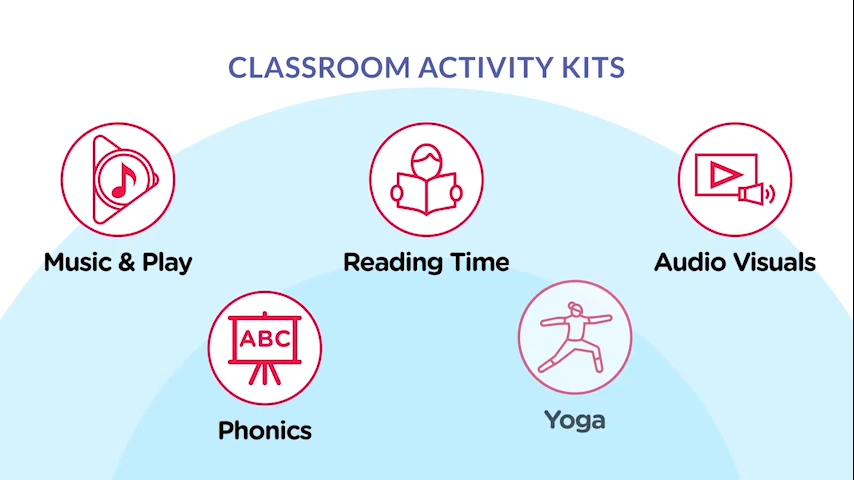 CLASSROOM ACTIVITY KITS
Music & Play
Reading Time
Audio Visuals
ABC
Phonics
Yoga